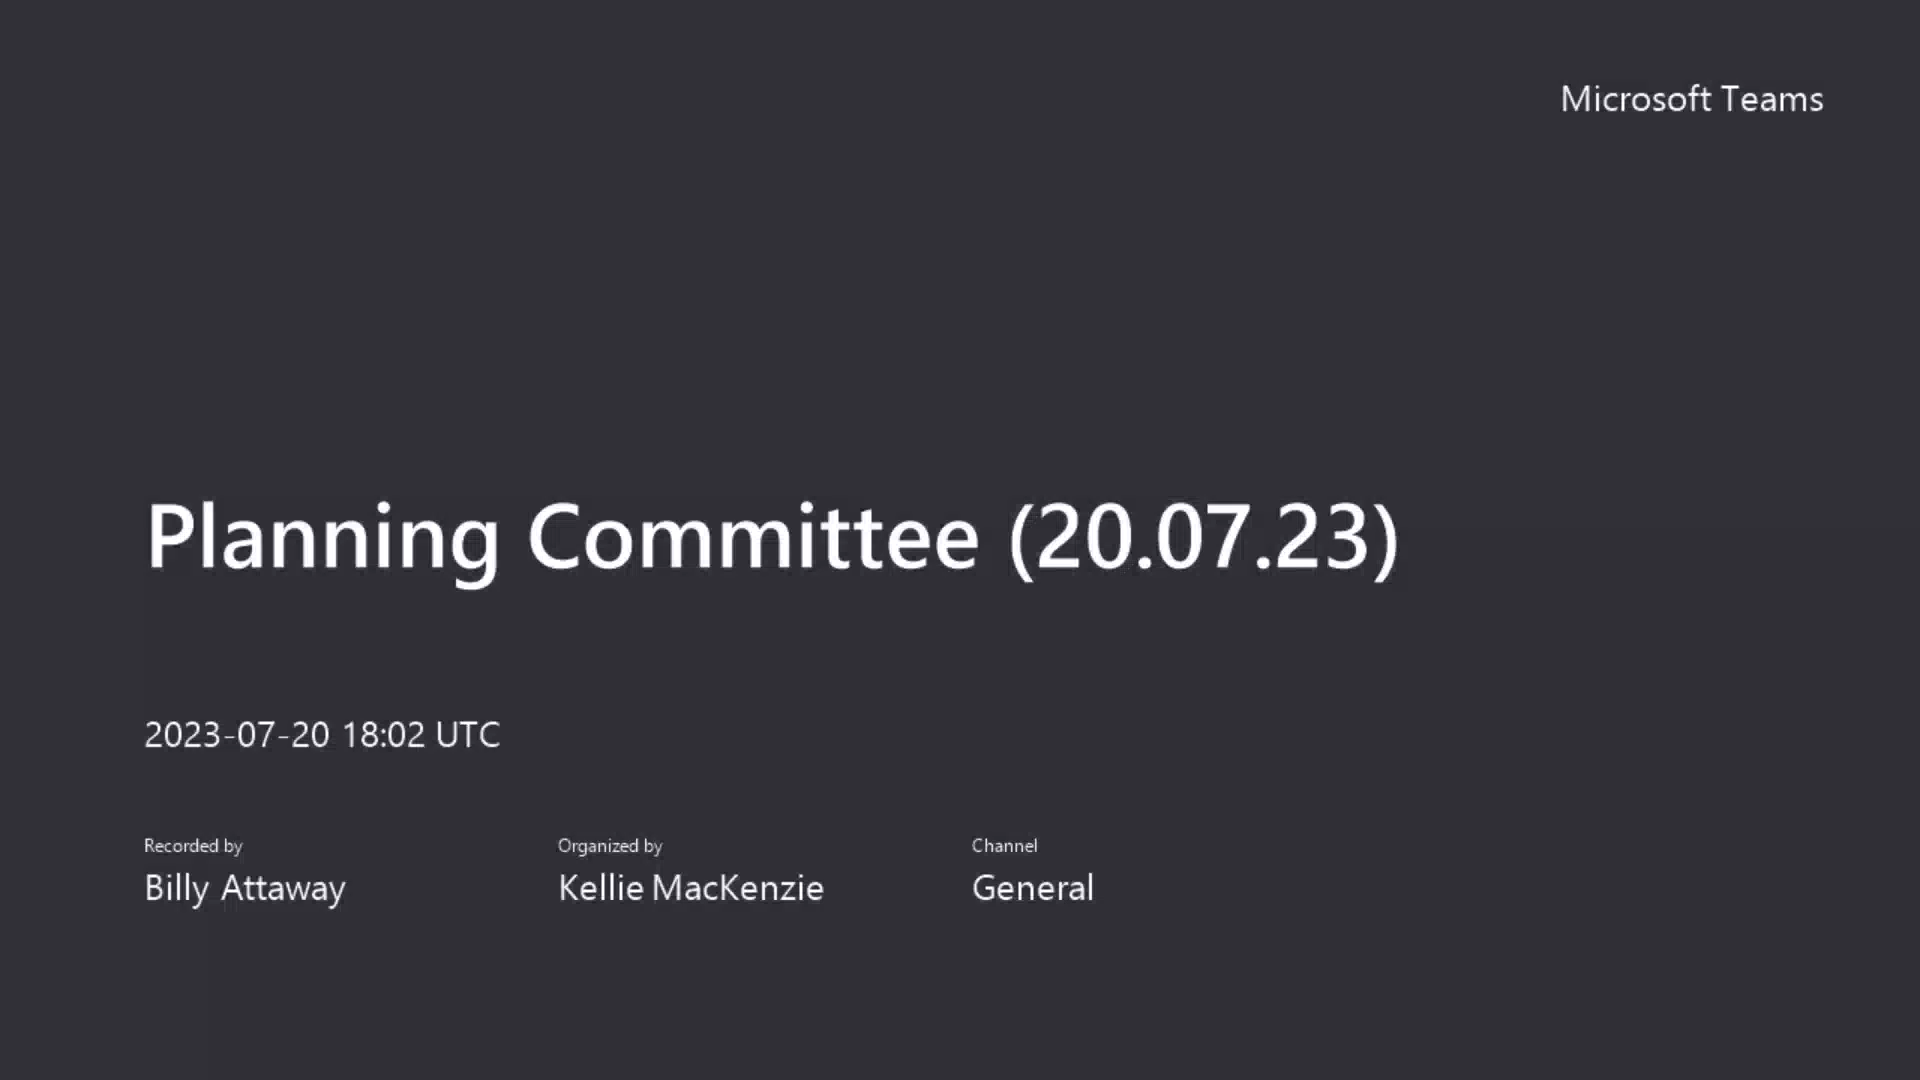 Microsoft Teams
Planning Committee (20.07.23)
2023-07-20 18:02 UTC
Recorded by
Billy Attaway
Organized by
Kellie MacKenzie
Channel
General